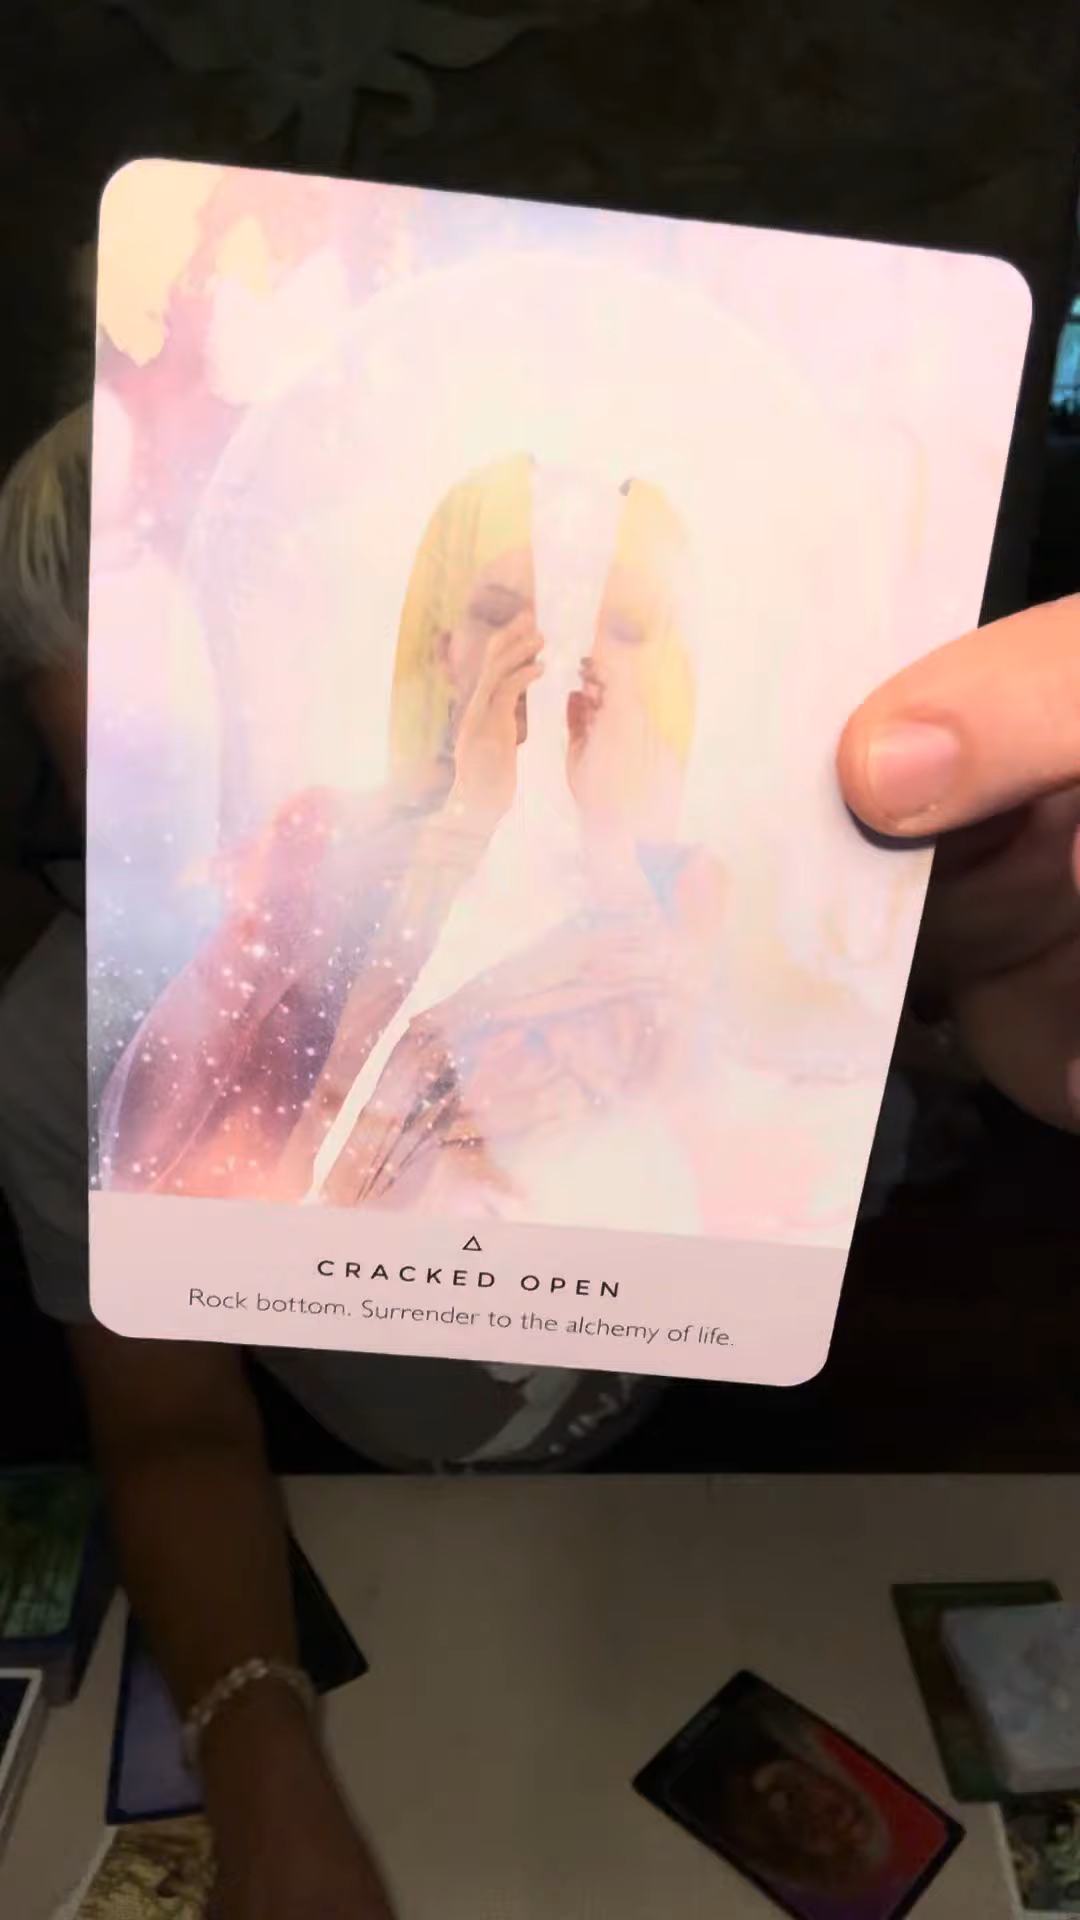 CRACKED OPEN
Rock bottom. Surrender to the alchemy of life.